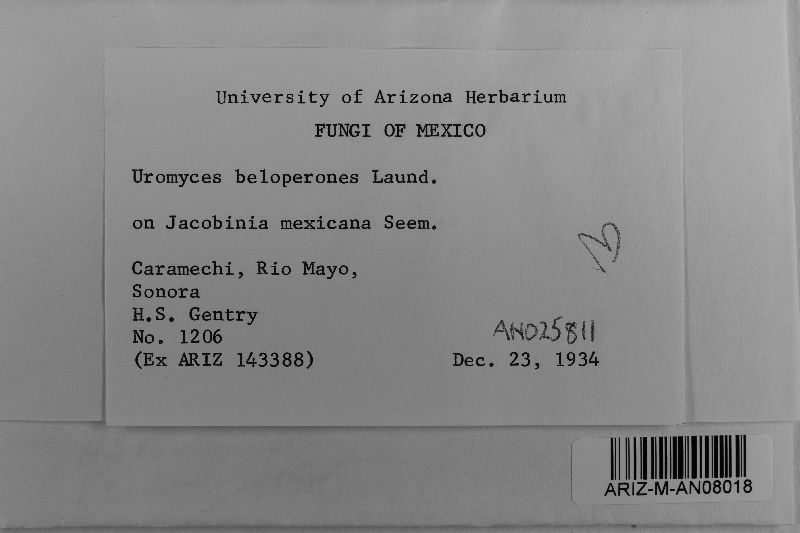 University of Arizona Herbarium
FUNGI OF MEXICO
Uromyces beloperones Laund.
on Jacobinia mexicana Seem.
Caramechi, Rio Mayo,
Sonora
H.S. Gentry
No. 1206
(Ex ARIZ 143388)
AN025811
Dec. 23, 1934
ARIZ-M-AN08018